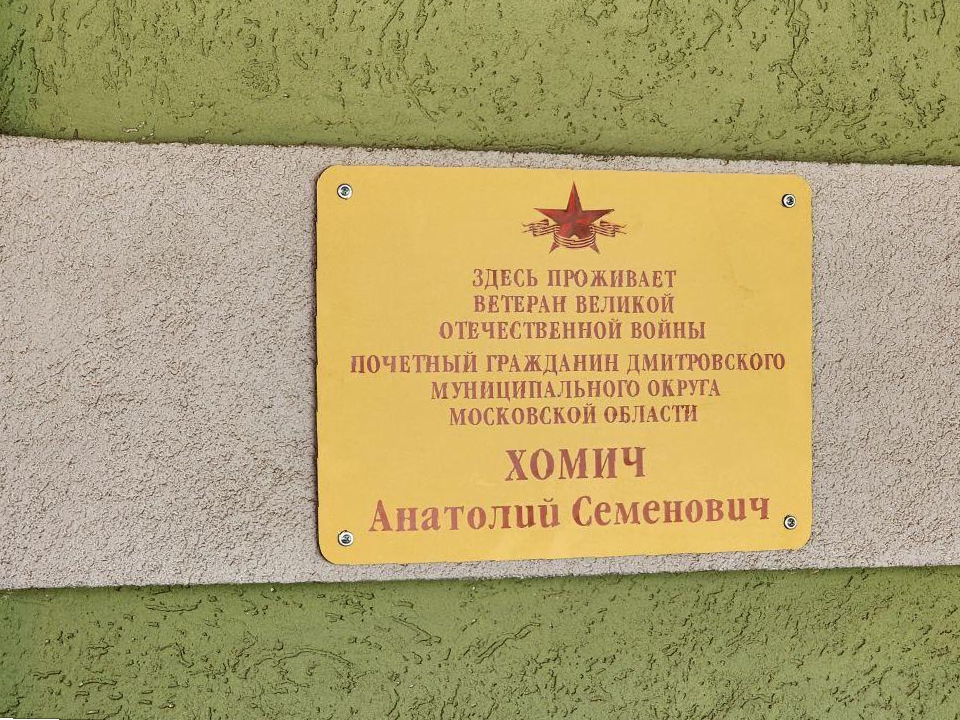 ЗДЕСЬ ПРОЖИВАЕТ
ВЕТЕРАН ВЕЛИКОЙ
ОТЕЧЕСТВЕННОЙ ВОЙНЫ
ПОЧЕТНЫЙ ГРАЖДАНИН ДМИТРОВСКОГО
МУНИЦИПАЛЬНОГО ОКРУГА
МОСКОВСКОЙ ОБЛАСТИ
ХОМИЧ
Анатолий Семенович